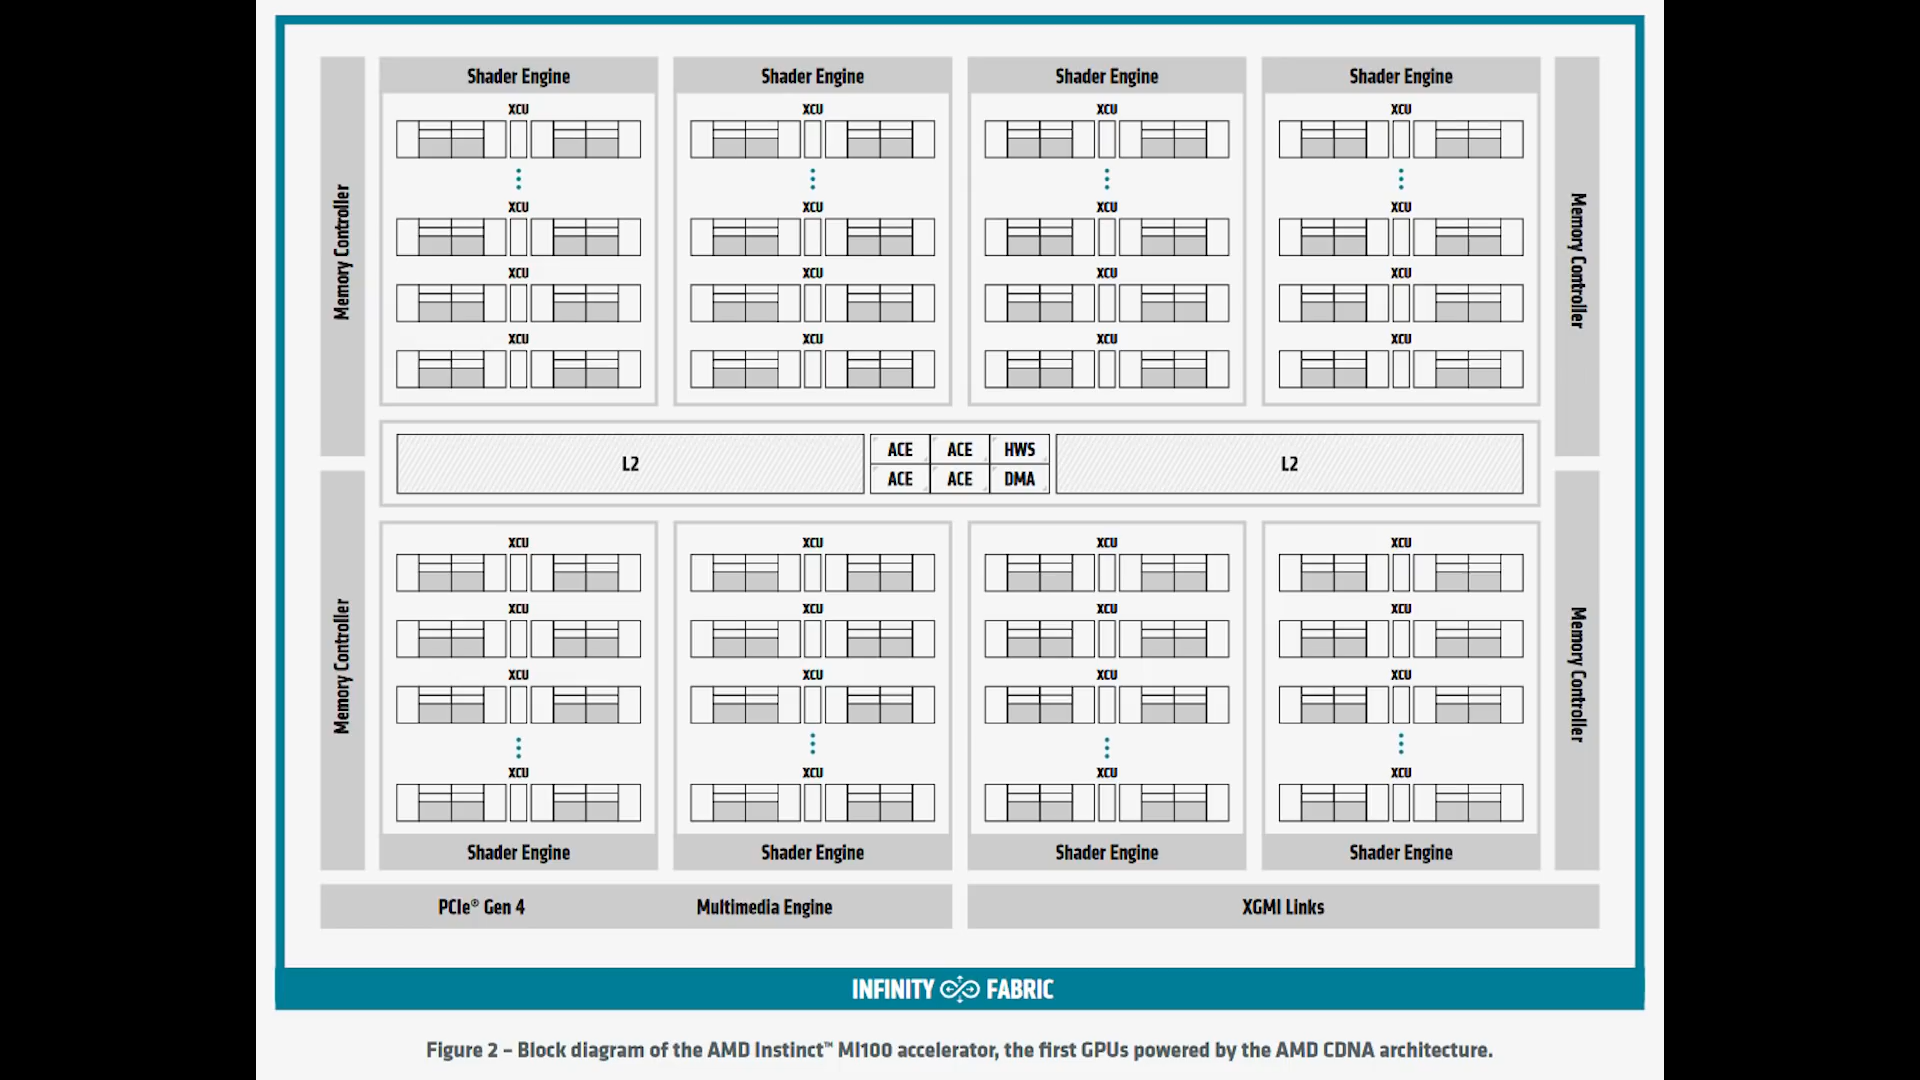 Shader Engine Shader Engine Shader Engine Shader Engine
Memory Controller
Memory Controller
XCU XCU XCU XCU
XCU XCU XCU XCU
XCU XCU XCU XCU
XCU XCU XCU XCU
L2
ACE ACE HWS
ACE ACE DMA
L2
Memory Controller
Memory Controller
XCU XCU XCU XCU
XCU XCU XCU XCU
XCU XCU XCU XCU
XCU XCU XCU XCU
Shader Engine Shader Engine Shader Engine Shader Engine
PCIe® Gen 4 Multimedia Engine XGMI Links
INFINITY FABRIC
Figure 2 – Block diagram of the AMD Instinct™ MI100 accelerator, the first GPUs powered by the AMD CDNA architecture.